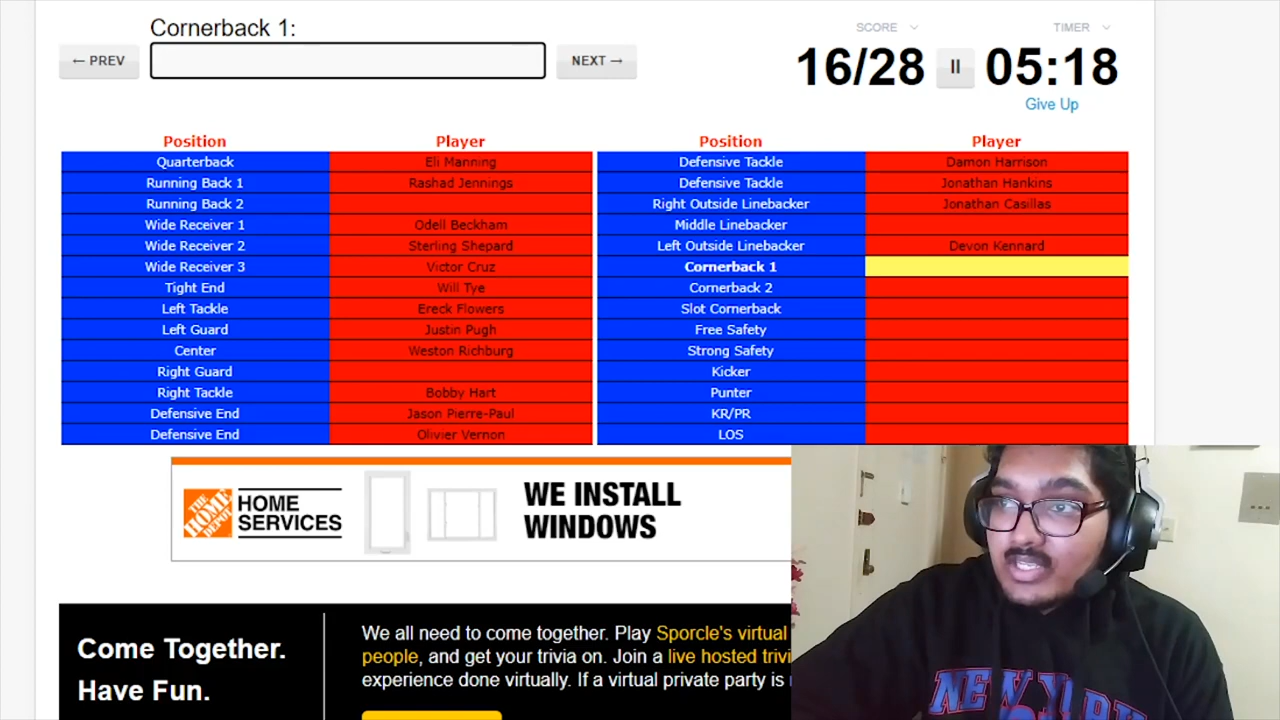 Cornerback 1:
← PREV
NEXT →
SCORE
16/28
TIMER
05:18
Give Up
Position Player Position Player
Quarterback Eli Manning Defensive Tackle Damon Harrison
Running Back 1 Rashad Jennings Defensive Tackle Jonathan Hankins
Running Back 2 Right Outside Linebacker Jonathan Casillas
Wide Receiver 1 Odell Beckham Middle Linebacker
Wide Receiver 2 Sterling Shepard Left Outside Linebacker Devon Kennard
Wide Receiver 3 Victor Cruz Cornerback 1
Tight End Will Tye Cornerback 2
Left Tackle Ereck Flowers Slot Cornerback
Left Guard Justin Pugh Free Safety
Center Weston Richburg Strong Safety
Right Guard Kicker
Right Tackle Bobby Hart Punter
Defensive End Jason Pierre-Paul KR/PR
Defensive End Olivier Vernon LOS
THE HOME DEPOT
HOME
SERVICES
WE INSTALL
WINDOWS
Come Together.
Have Fun.
We all need to come together. Play Sporcle's virtual
people, and get your trivia on. Join a live hosted trivi
experience done virtually. If a virtual private party is
NEW YORK